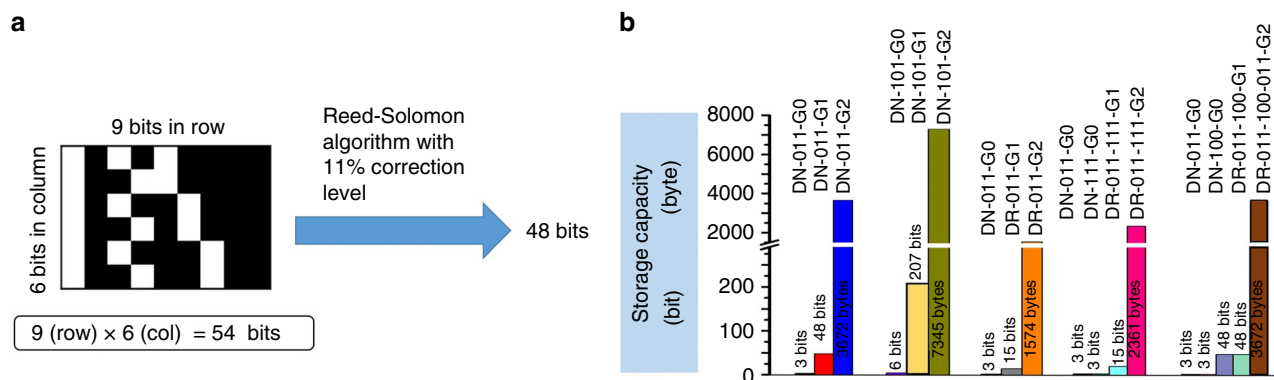 a
9 bits in row
6 bits in column
9 (row) × 6 (col) = 54 bits
Reed-Solomon
algorithm with
11% correction
level
48 bits
b
Storage capacity
(bit) (byte)
8000
6000
4000
2000
200
100
0
DN-011-G0
DN-011-G1
DN-011-G2
3 bits
48 bits
3672 bytes
DN-101-G0
DN-101-G1
DN-101-G2
6 bits
207 bits
7345 bytes
DN-011-G0
DR-011-G1
DR-011-G2
3 bits
15 bits
1574 bytes
DN-011-G0
DN-111-G0
DR-011-111-G1
DR-011-111-G2
3 bits
3 bits
15 bits
2361 bytes
DN-011-G0
DN-100-G0
DR-011-100-G1
DR-011-100-011-G2
3 bits
3 bits
48 bits
48 bits
3672 bytes